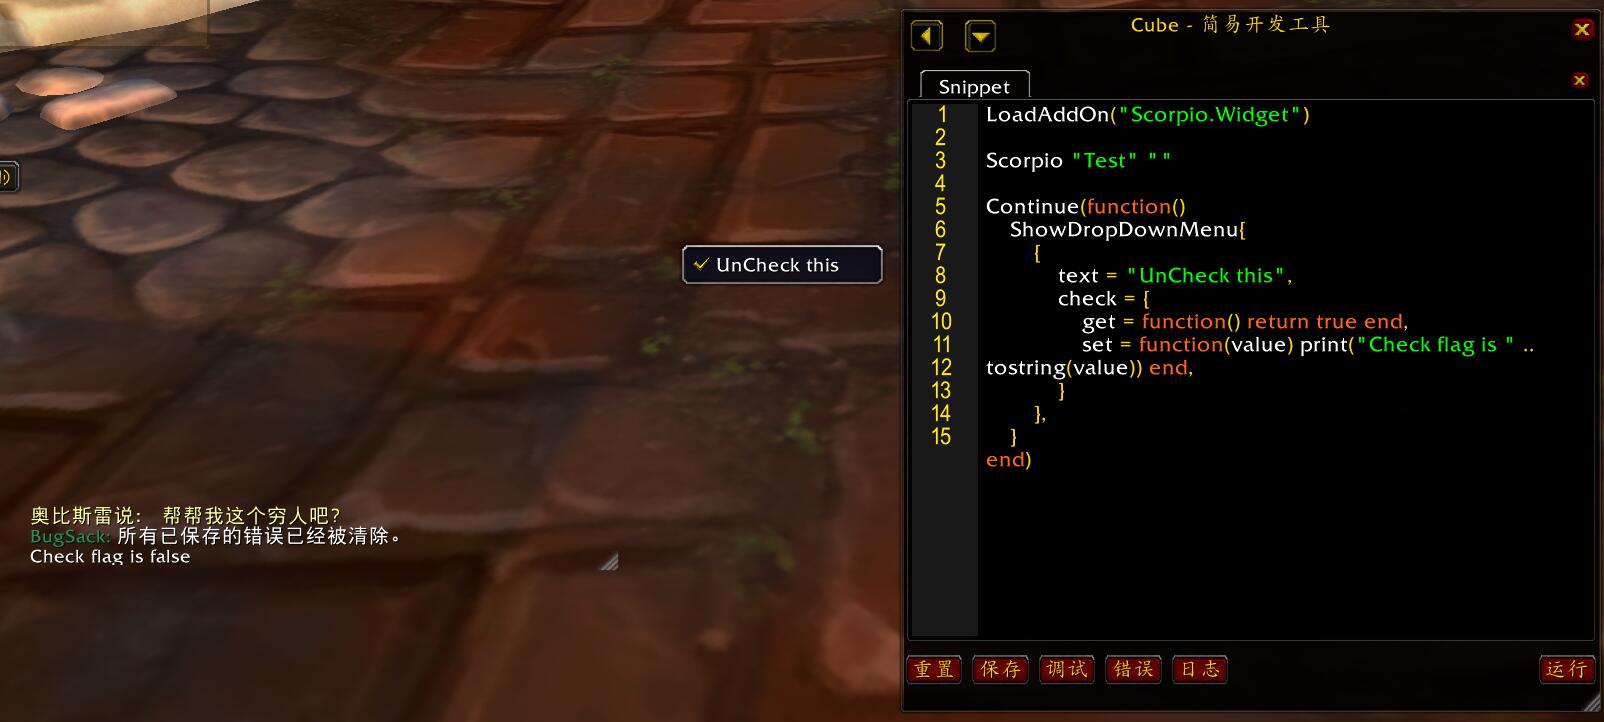 Cube - 简易开发工具
Snippet
1 LoadAddOn("Scorpio.Widget")
2
3 Scorpio "Test" ""
4
5 Continue(function()
6 ShowDropDownMenu{
7 {
8 text = "UnCheck this",
9 check = {
10 get = function() return true end,
11 set = function(value) print("Check flag is " ..
12 tostring(value)) end,
13 }
14 },
15 }
end)
UnCheck this
奥比斯雷说: 帮帮我这个穷人吧?
BugSack: 所有已保存的错误已经被清除。
Check flag is false
重置 保存 调试 错误 日志 运行